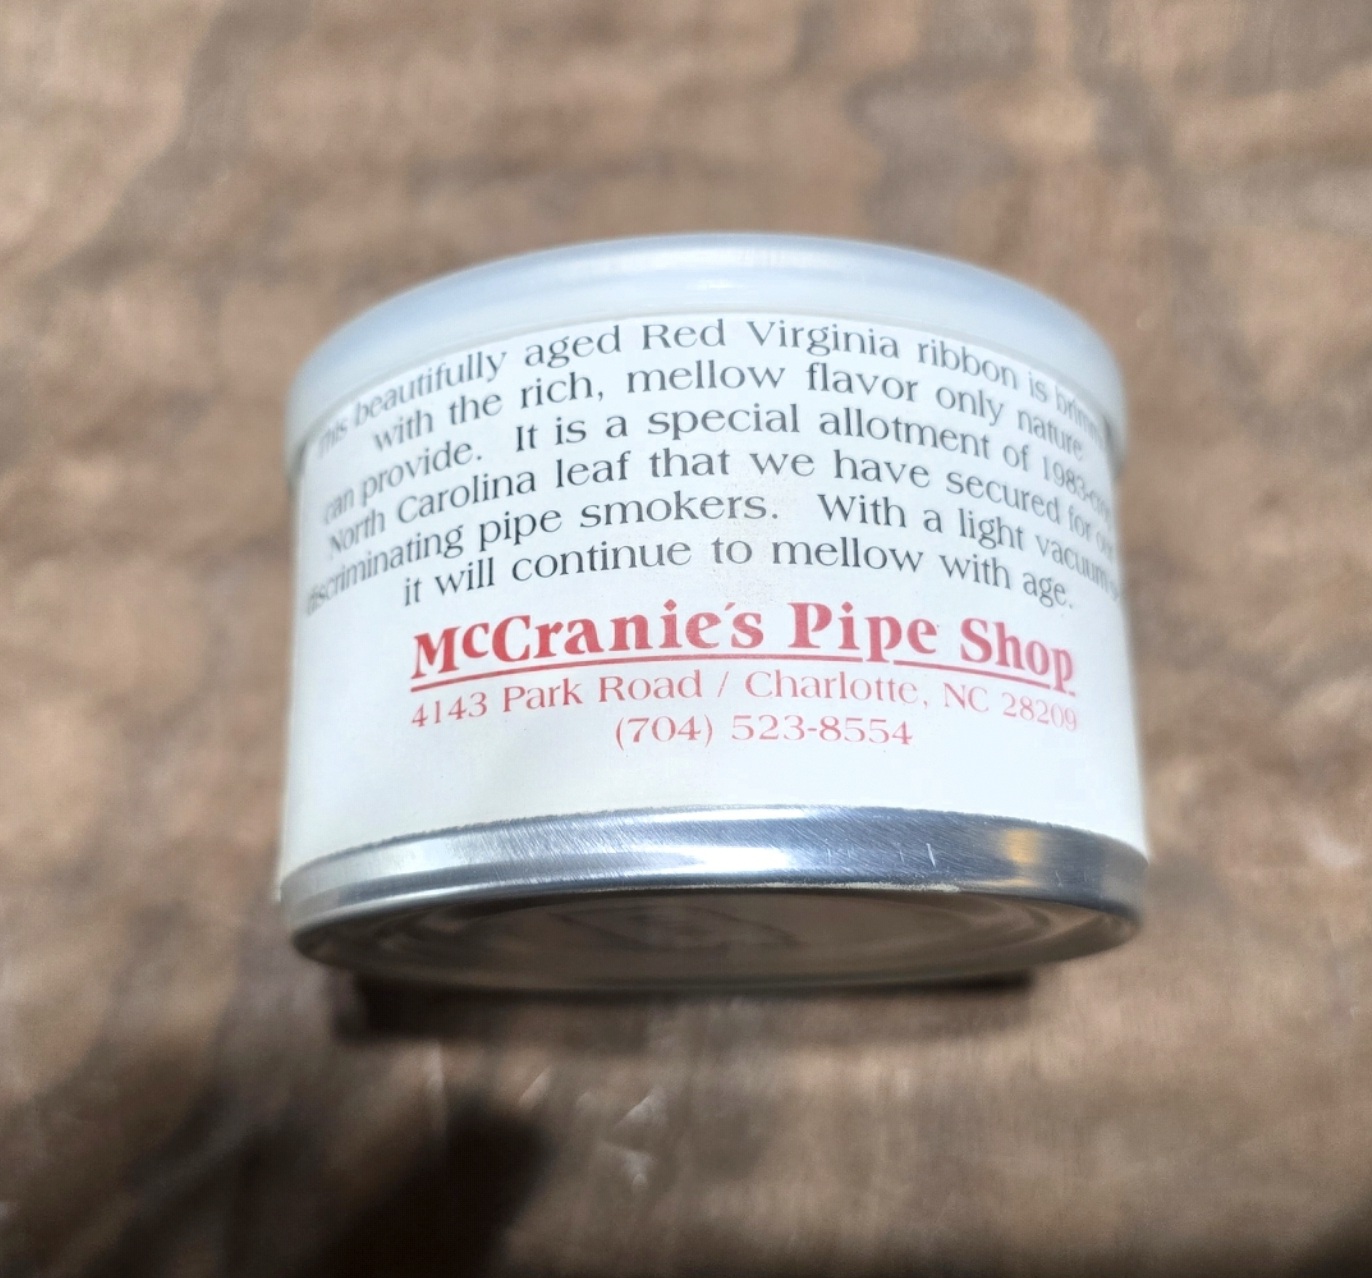 This beautifully aged Red Virginia ribbon is
with the rich, mellow flavor only nature
can provide. It is a special allotment of
North Carolina leaf that we have secured for
discriminating pipe smokers. With a light vacuum
it will continue to mellow with age.
McCranie's Pipe Shop
4143 Park Road / Charlotte, NC 28209
(704) 523-8554